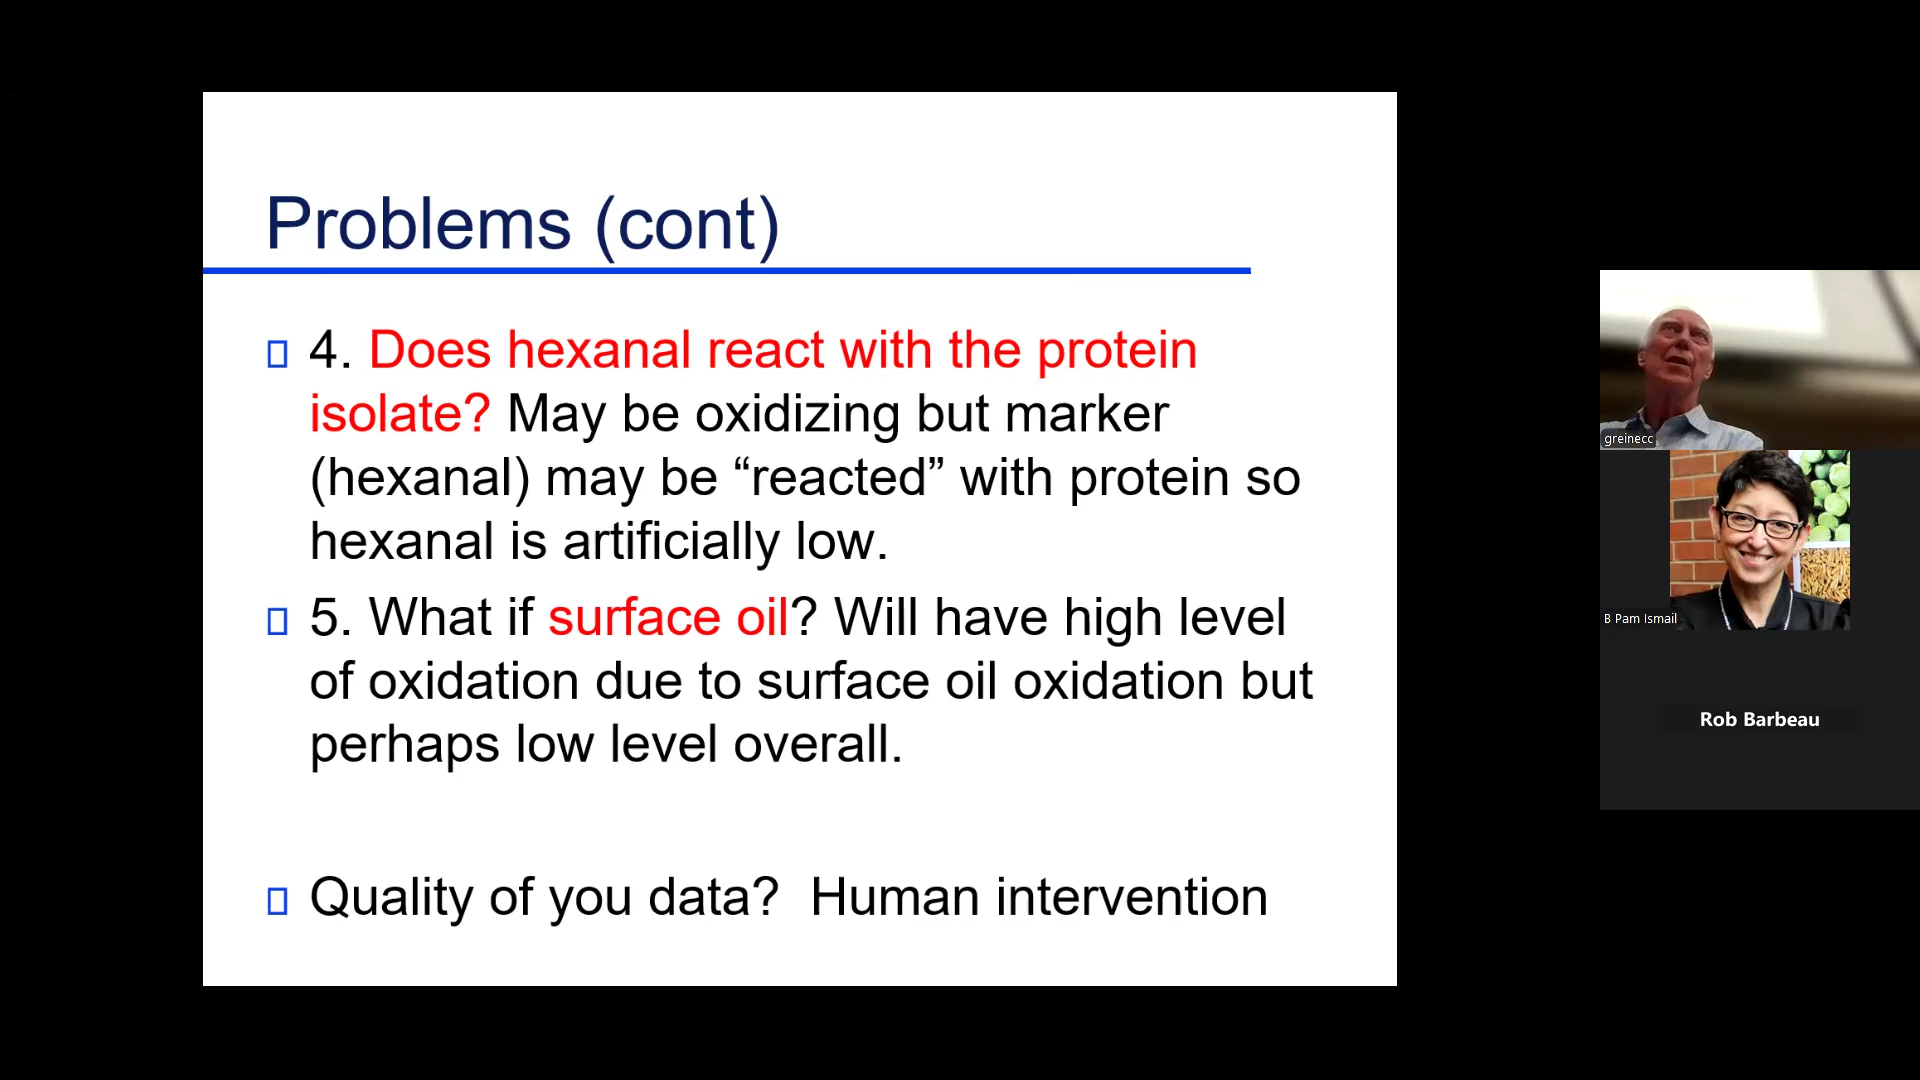 Problems (cont)
4. Does hexanal react with the protein
isolate? May be oxidizing but marker
(hexanal) may be “reacted” with protein so
hexanal is artificially low.
5. What if surface oil? Will have high level
of oxidation due to surface oil oxidation but
perhaps low level overall.
Quality of you data?  Human intervention
greinecc
B Pam Ismail
Rob Barbeau